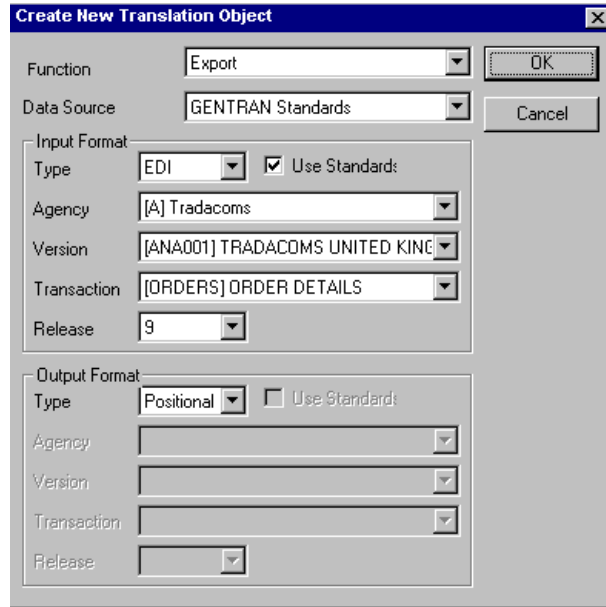 Create New Translation Object
Function Export OK
Data Source GENTRAN Standards Cancel
Input Format
Type EDI Use Standards
Agency [A] Tradacoms
Version [ANA001] TRADACOMS UNITED KING
Transaction [ORDERS] ORDER DETAILS
Release 9
Output Format
Type Positional Use Standards
Agency
Version
Transaction
Release